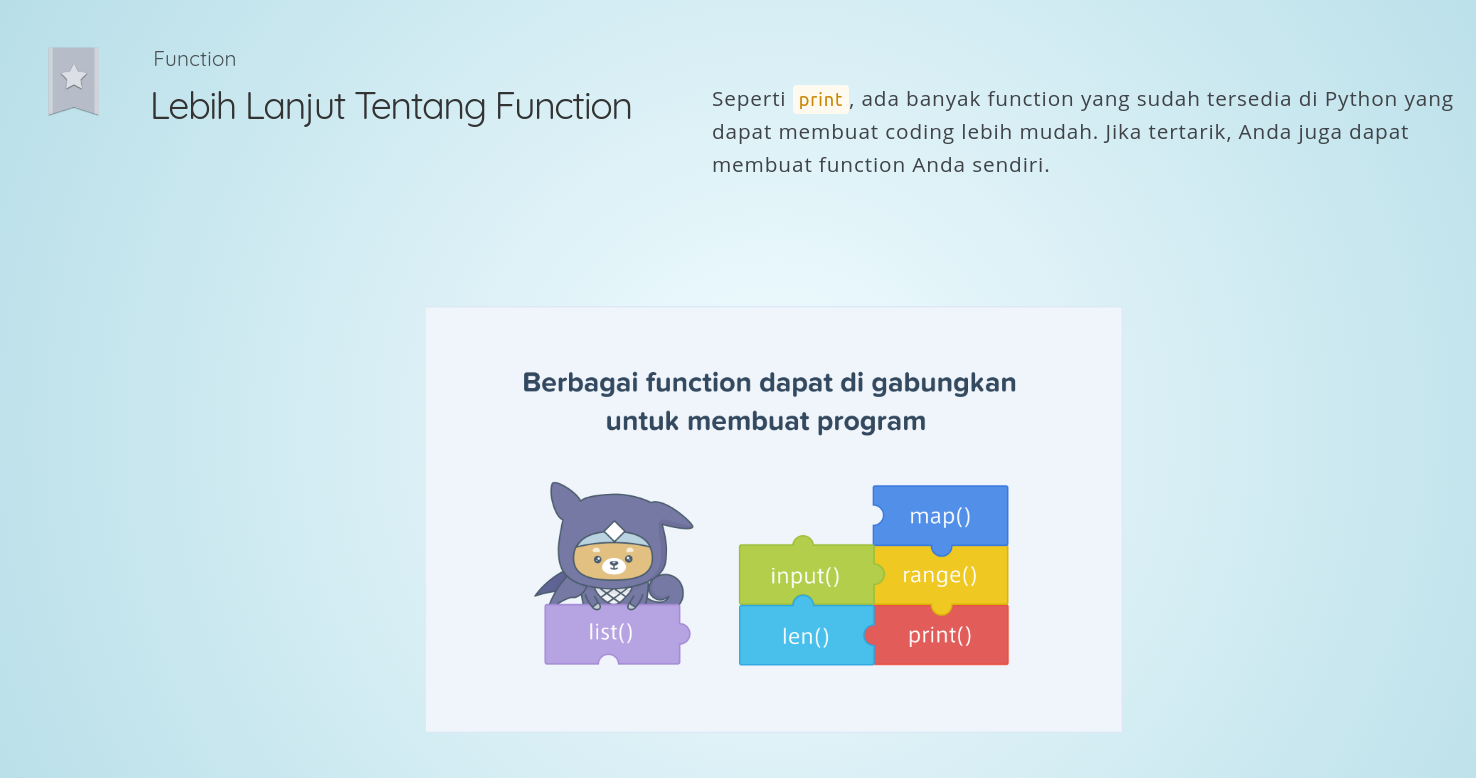 Function
Lebih Lanjut Tentang Function
Seperti print, ada banyak function yang sudah tersedia di Python yang
dapat membuat coding lebih mudah. Jika tertarik, Anda juga dapat
membuat function Anda sendiri.
Berbagai function dapat di gabungkan
untuk membuat program
map()
input()
range()
list()
len()
print()